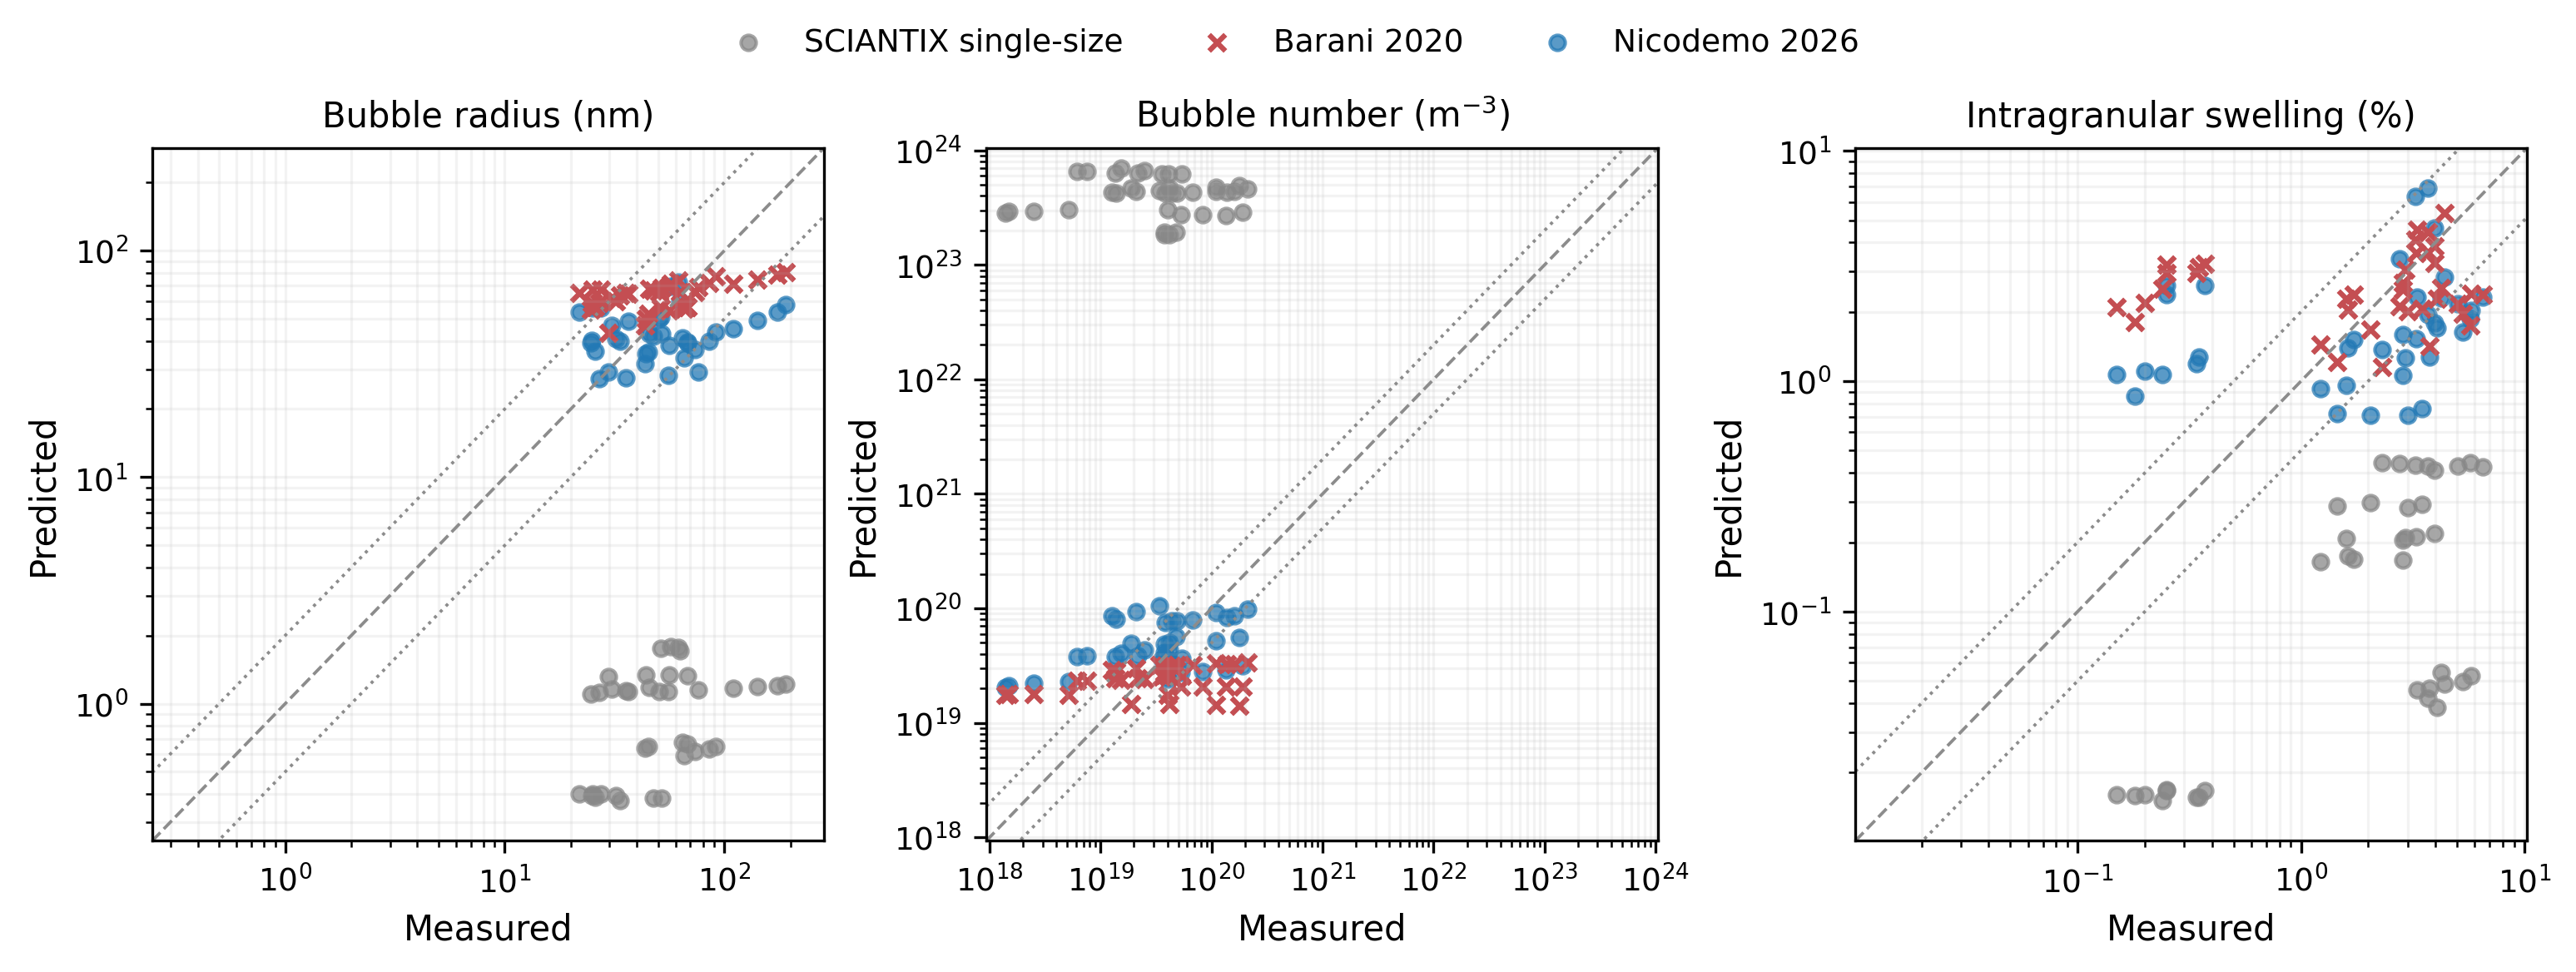 SCIANTIX single-size Barani 2020 Nicodemo 2026
Bubble radius (nm)
10²
10¹
10⁰
Predicted
10⁰ 10¹ 10²
Measured
Bubble number (m⁻³)
10²⁴
10²³
10²²
10²¹
10²⁰
10¹⁹
10¹⁸
Predicted
10¹⁸ 10¹⁹ 10²⁰ 10²¹ 10²² 10²³ 10²⁴
Measured
Intragranular swelling (%)
10¹
10⁰
10⁻¹
Predicted
10⁻¹ 10⁰ 10¹
Measured